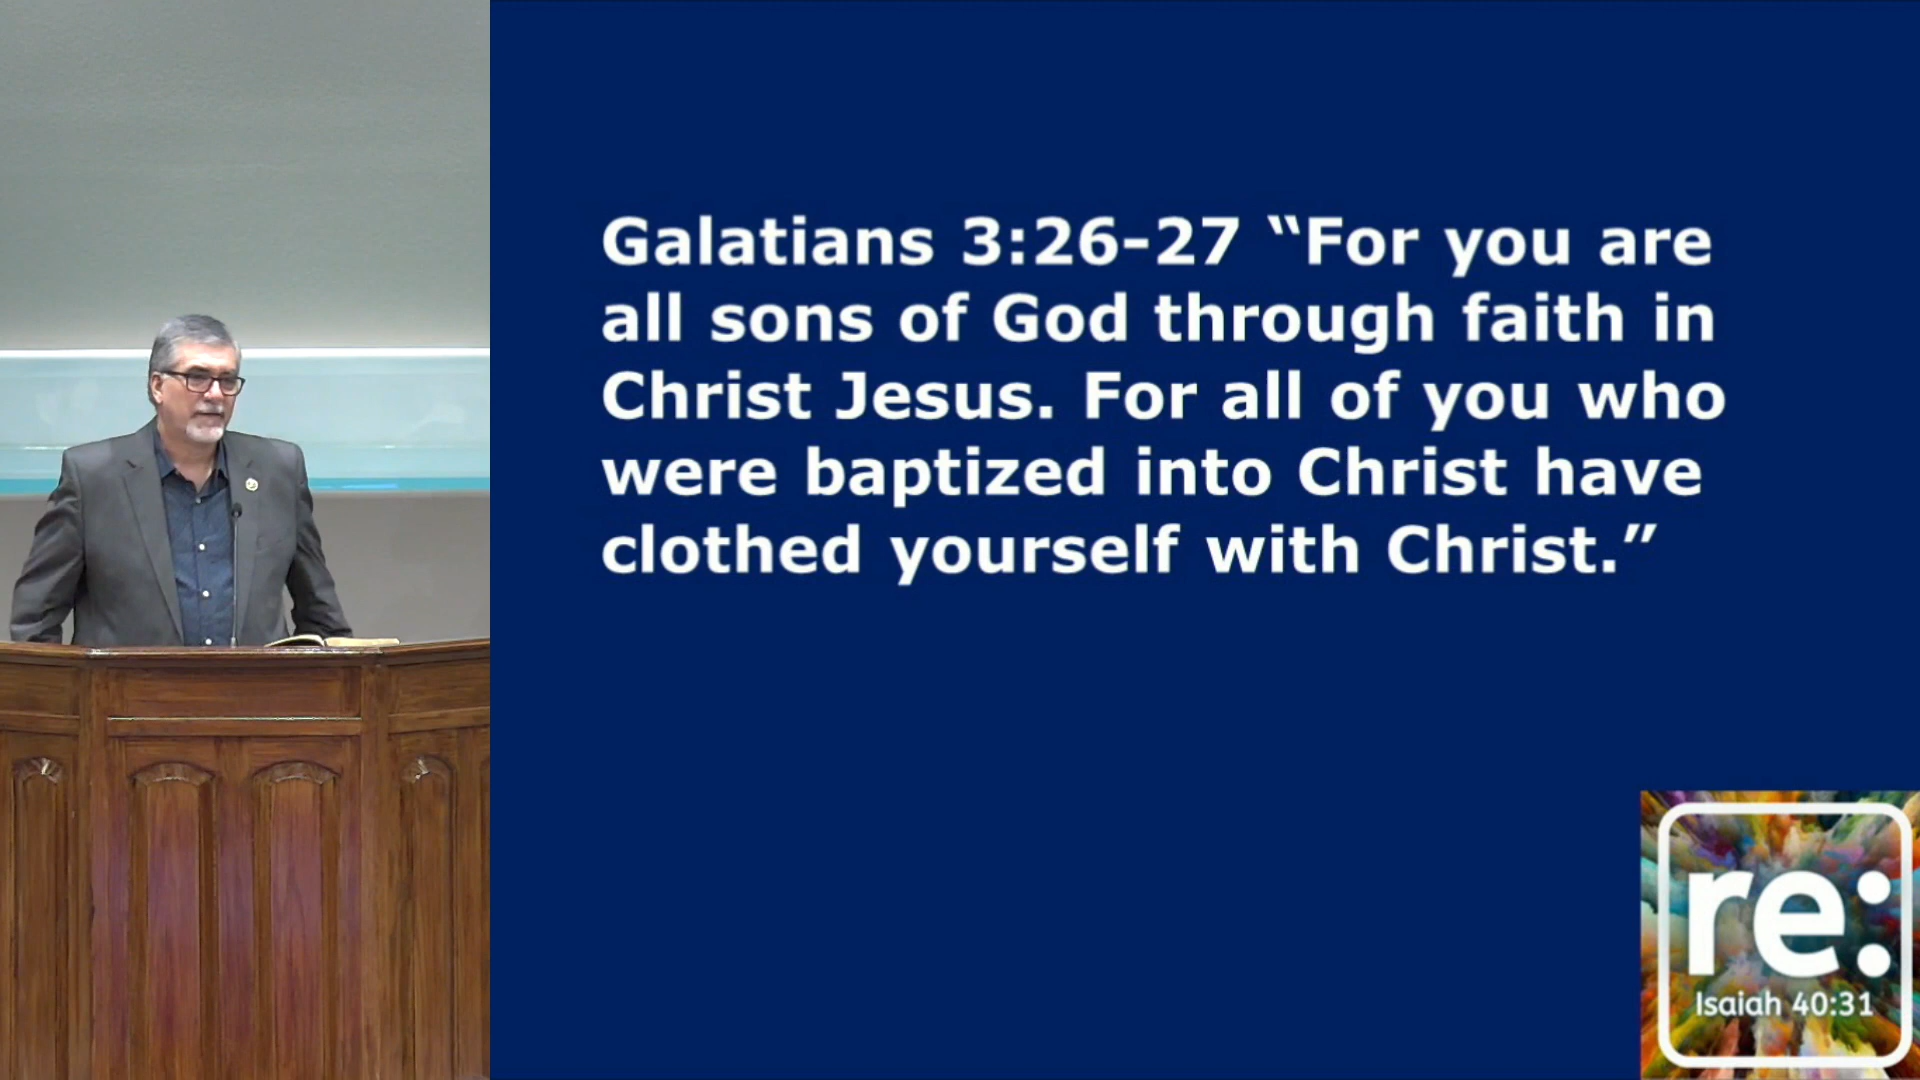 Galatians 3:26-27 “For you are
all sons of God through faith in
Christ Jesus. For all of you who
were baptized into Christ have
clothed yourself with Christ.”
re:
Isaiah 40:31